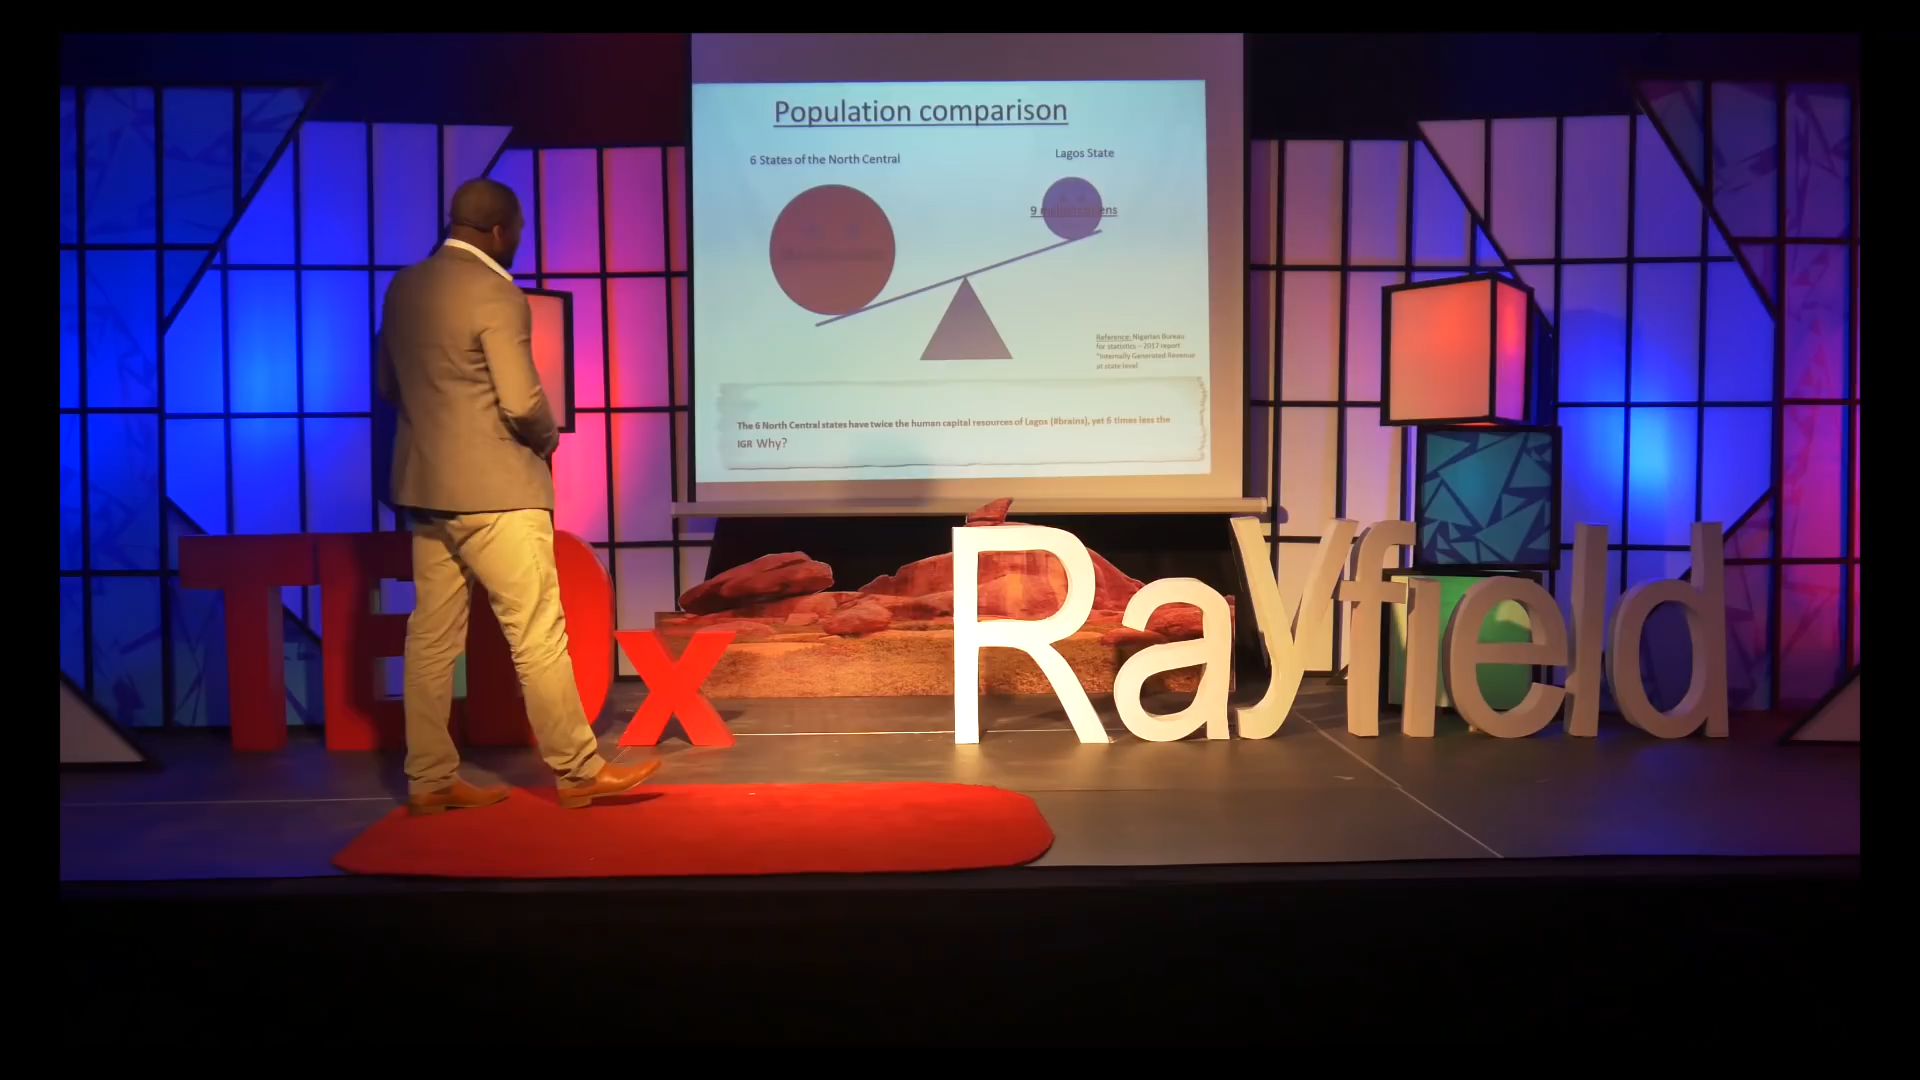 Population comparison
6 States of the North Central
Lagos State
9
Reference: Nigerian Bureau
for statistics – 2017 report
*Internally Generated Revenue
at state level
The 6 North Central states have twice the human capital resources of Lagos (#brains), yet 6 times less the
IGR Why?
TEDx
Rayfield